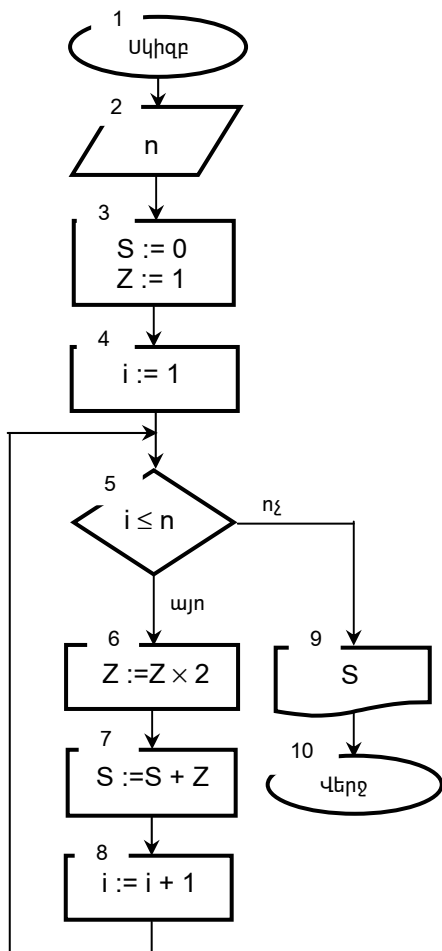 1
Սկիզբ
2
n
3
S := 0
Z := 1
4
i := 1
5
i ≤ n
ոչ
այո
6
Z :=Z × 2
7
S :=S + Z
8
i := i + 1
9
S
10
Վերջ